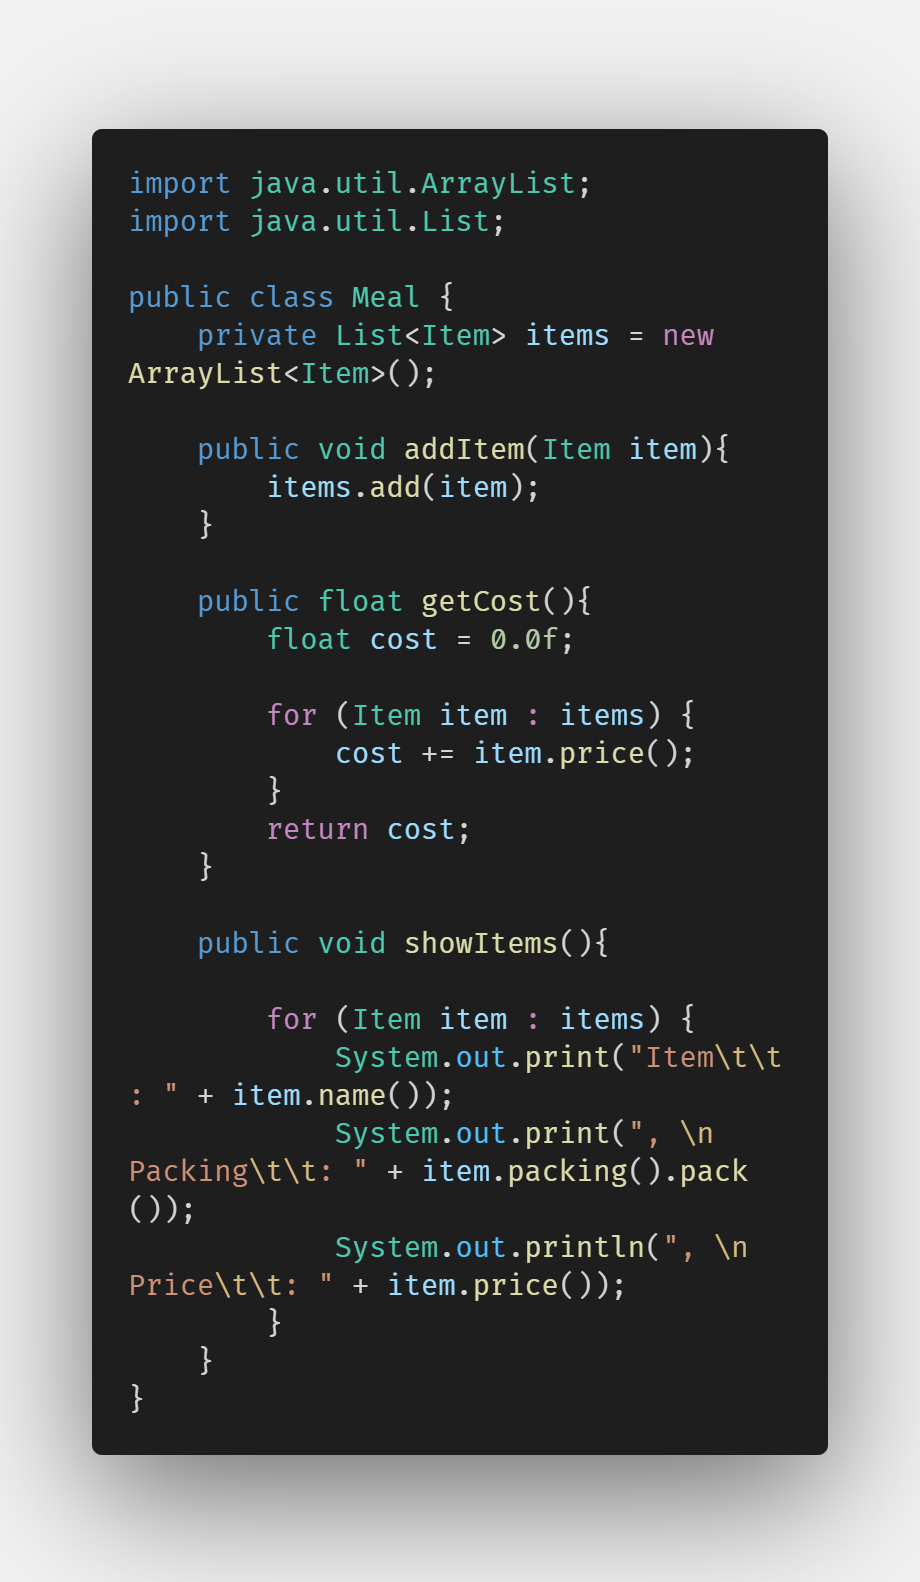 import java.util.ArrayList;
import java.util.List;

public class Meal {
    private List<Item> items = new
ArrayList<Item>();

    public void addItem(Item item){
        items.add(item);
    }

    public float getCost(){
        float cost = 0.0f;

        for (Item item : items) {
            cost += item.price();
        }
        return cost;
    }

    public void showItems(){

        for (Item item : items) {
            System.out.print("Item\t\t
: " + item.name());
            System.out.print(", \n
Packing\t\t: " + item.packing().pack
());
            System.out.println(", \n
Price\t\t: " + item.price());
        }
    }
}